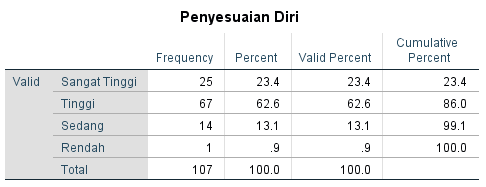 Penyesuaian Diri
Cumulative
Frequency Percent Valid Percent Percent
Valid Sangat Tinggi 25 23.4 23.4 23.4
Tinggi 67 62.6 62.6 86.0
Sedang 14 13.1 13.1 99.1
Rendah 1 .9 .9 100.0
Total 107 100.0 100.0